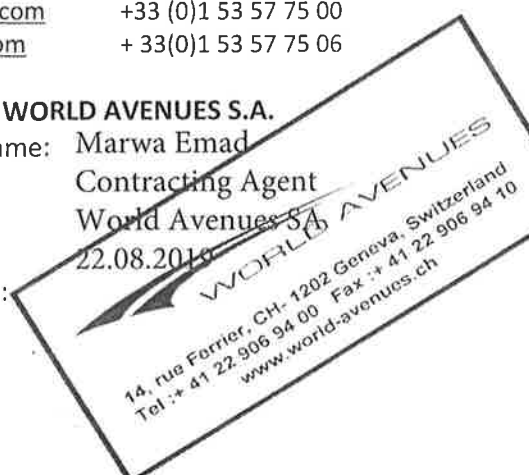 com +33 (0)1 53 57 75 00
om + 33(0)1 53 57 75 06
WORLD AVENUES S.A.
ame: Marwa Emad
Contracting Agent
World Avenues SA,
22.08.2019
:
WORLD AVENUES
14, rue Ferrier, CH- 1202 Geneva, Switzerland
Tel :+ 41 22 906 94 00 Fax :+ 41 22 906 94 10
www.world-avenues.ch